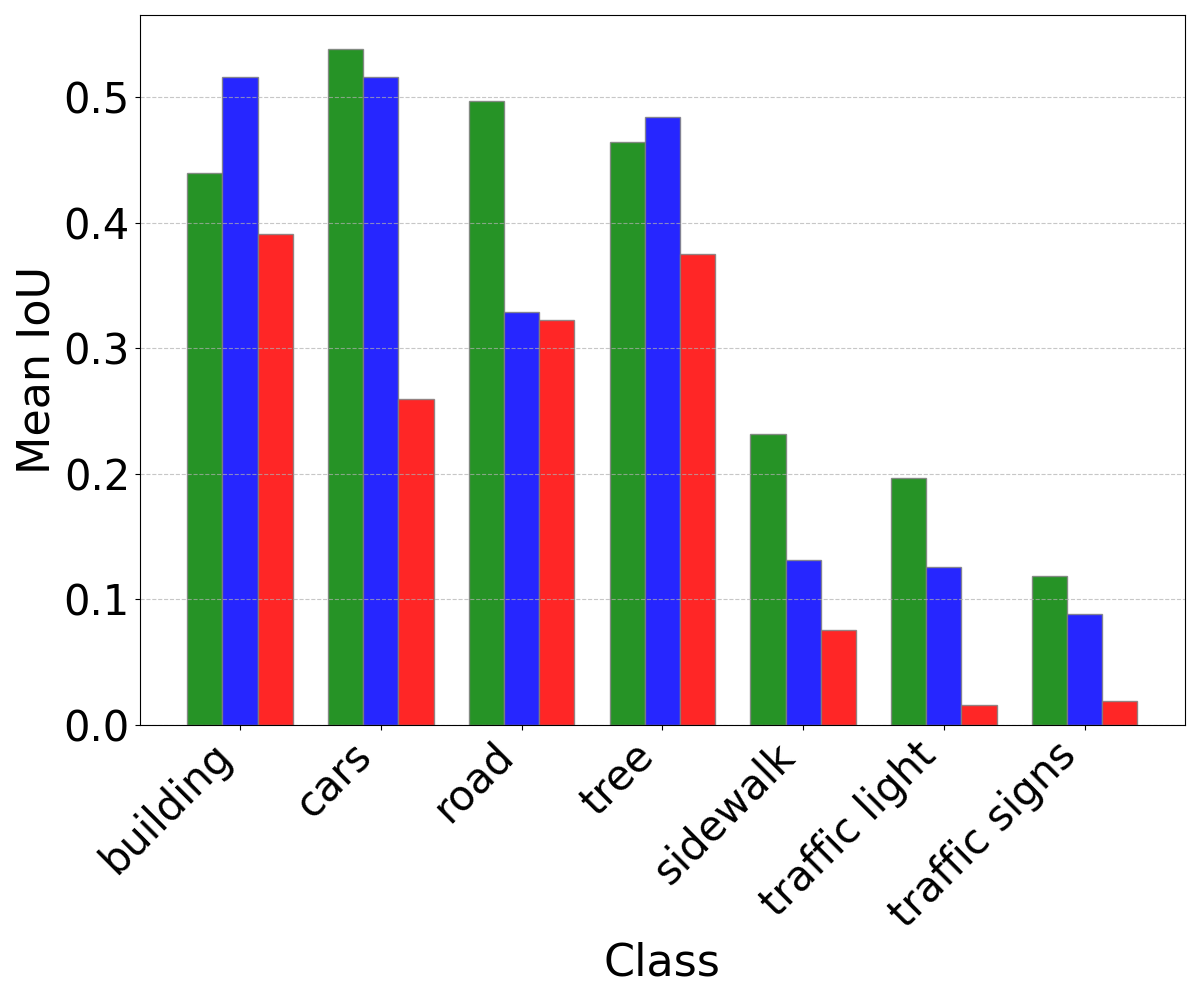 Mean IoU
0.5
0.4
0.3
0.2
0.1
0.0
building
cars
road
tree
sidewalk
traffic light
traffic signs
Class